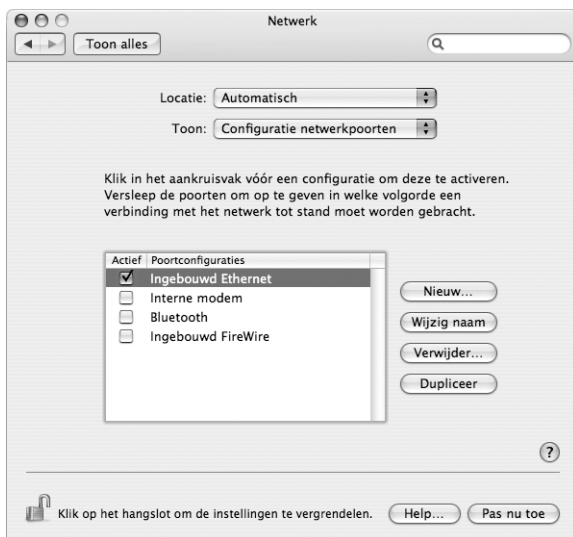 Netwerk
Toon alles
Locatie: Automatisch
Toon: Configuratie netwerkpoorten
Klik in het aankruisvak vóór een configuratie om deze te activeren.
Versleep de poorten om op te geven in welke volgorde een
verbinding met het netwerk tot stand moet worden gebracht.
Actief Poortconfiguraties
Ingebouwd Ethernet
Interne modem
Bluetooth
Ingebouwd FireWire
Nieuw...
Wijzig naam
Verwijder...
Dupliceer
?
Klik op het hangslot om de instellingen te vergrendelen.
Help...
Pas nu toe